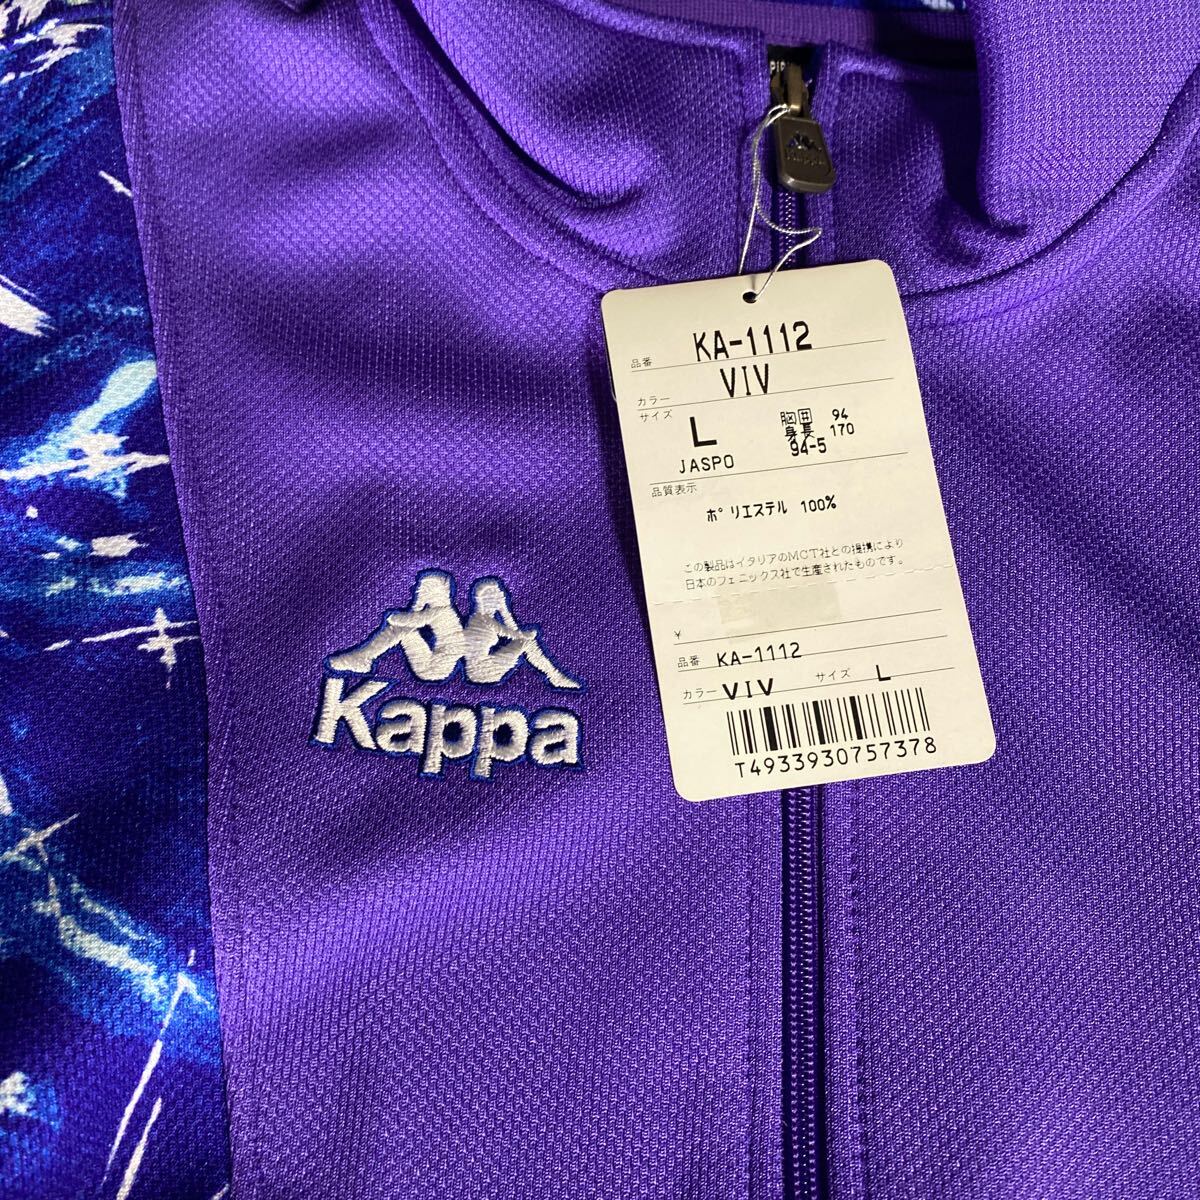 Kappa
品番 KA-1112
カラー VIV
サイズ L 胸囲 94
身長 170
JASPO 94-5
品質表示
ポリエステル 100%
この製品はイタリアのMCT社との提携により
日本のフェニックス社で生産されたものです。
¥
品番 KA-1112
カラー VIV サイズ L
T4933930757378
Kappa